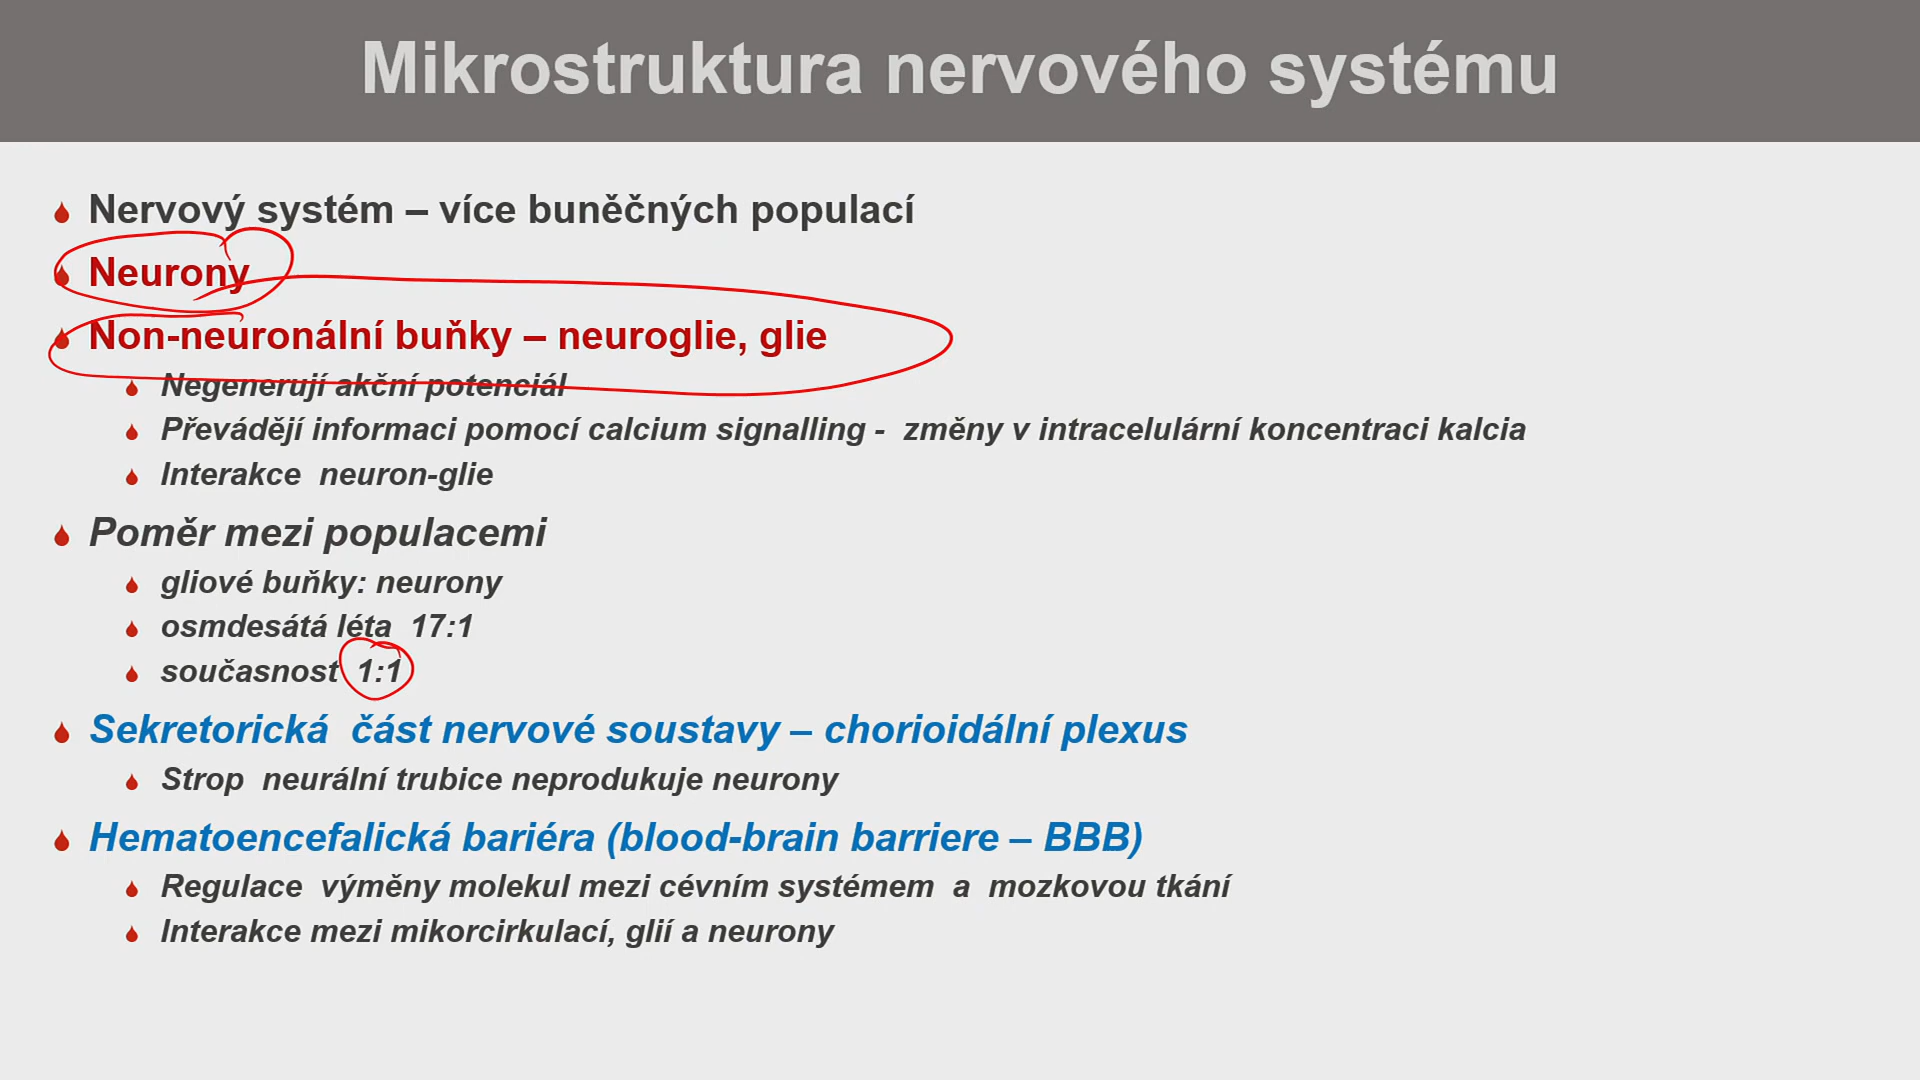 Mikrostruktura nervového systému
Nervový systém – více buněčných populací
Neurony
Non-neuronální buňky – neuroglie, glie
Negenerují akční potenciál
Převádějí informaci pomocí calcium signalling - změny v intracelulární koncentraci kalcia
Interakce neuron-glie
Poměr mezi populacemi
gliové buňky: neurony
osmdesátá léta 17:1
současnost 1:1
Sekretorická část nervové soustavy – chorioidální plexus
Strop neurální trubice neprodukuje neurony
Hematoencefalická bariéra (blood-brain barriere – BBB)
Regulace výměny molekul mezi cévním systémem a mozkovou tkání
Interakce mezi mikorcirkulací, glií a neurony